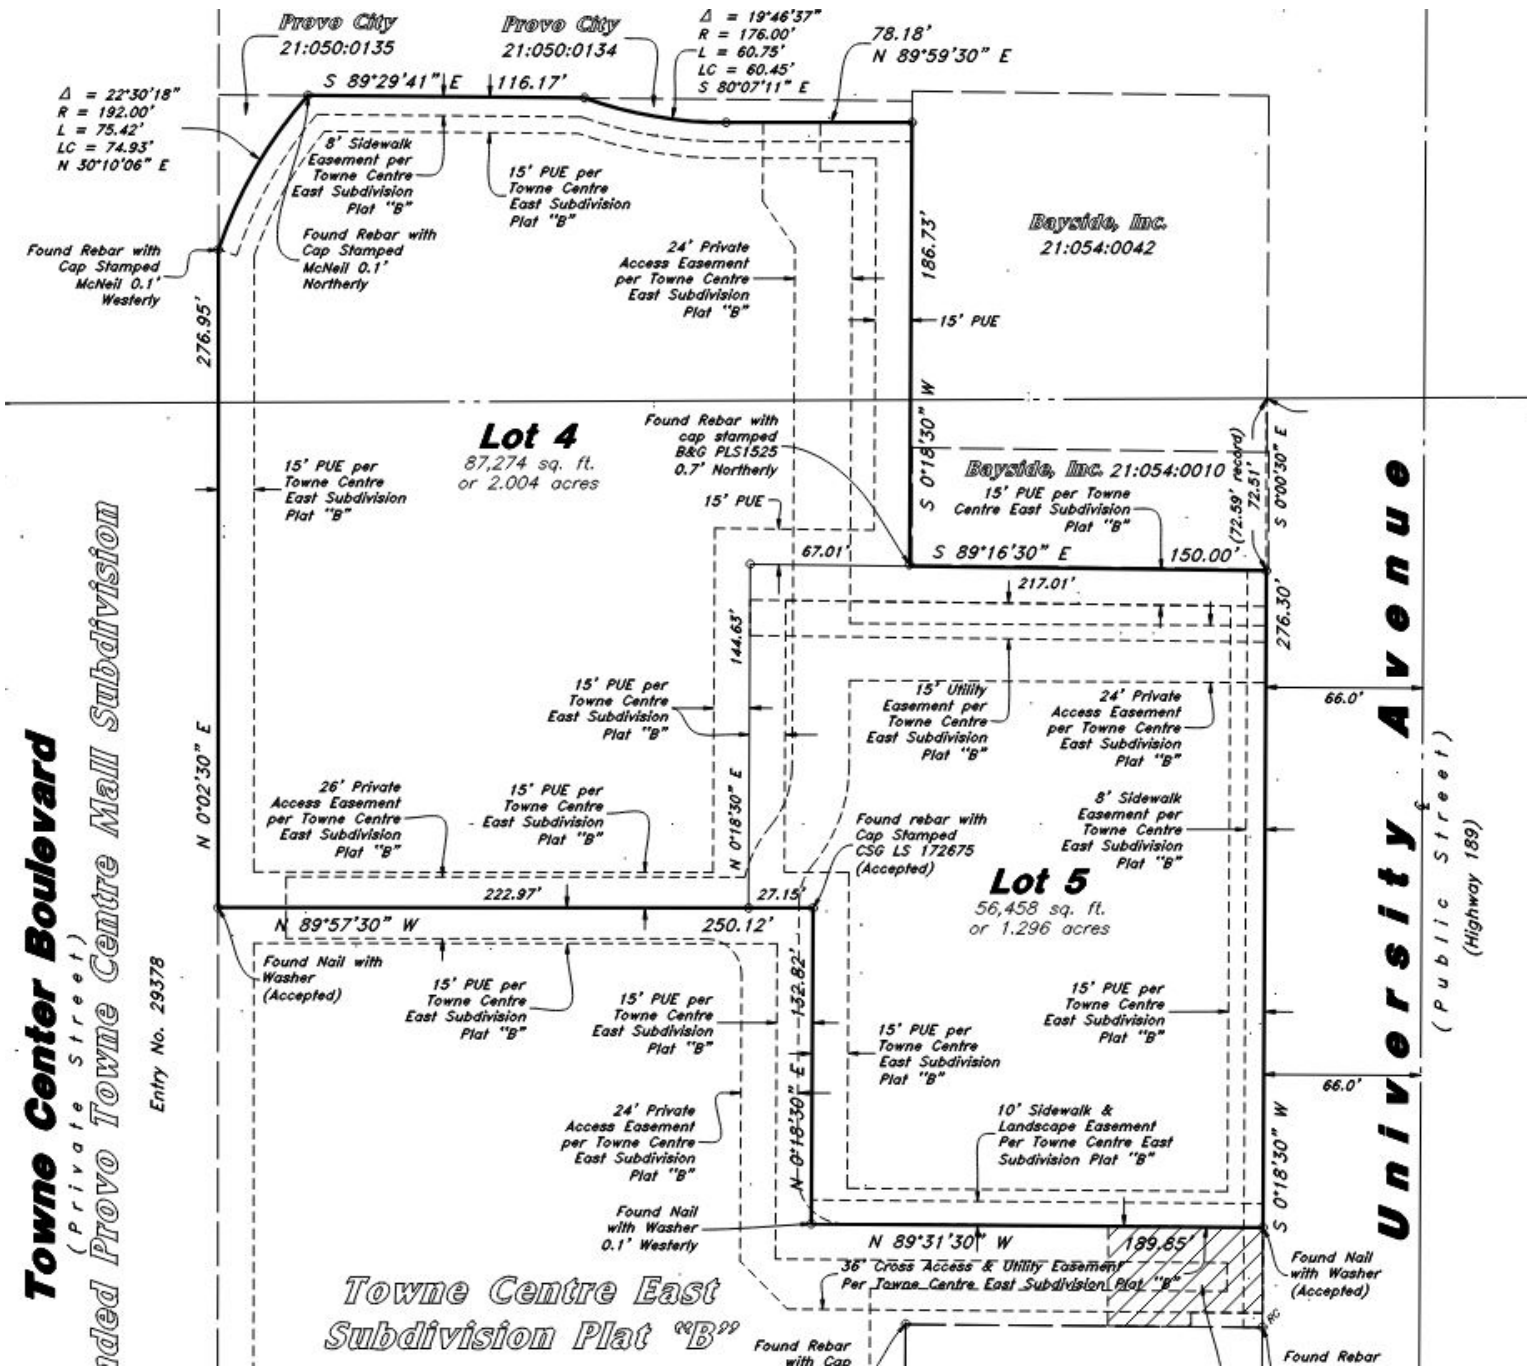 Provo City
21:050:0135
Provo City
21:050:0134
Δ = 19°46'37"
R = 176.00'
L = 60.75'
LC = 60.45'
S 80°07'11" E
78.18'
N 89°59'30" E
S 89°29'41" E
116.17'
Δ = 22°30'18"
R = 192.00'
L = 75.42'
LC = 74.93'
N 30°10'06" E
8' Sidewalk
Easement per
Towne Centre
East Subdivision
Plat "B"
15' PUE per
Towne Centre
East Subdivision
Plat "B"
Found Rebar with
Cap Stamped
McNeil 0.1'
Westerly
Found Rebar with
Cap Stamped
McNeil 0.1'
Northerly
24' Private
Access Easement
per Towne Centre
East Subdivision
Plat "B"
186.73'
Bayside, Inc.
21:054:0042
276.95'
15' PUE
Lot 4
87,274 sq. ft.
or 2.004 acres
Found Rebar with
cap stamped
B&G PLS1525
0.7' Northerly
S 0°18'30" W
15' PUE per
Towne Centre
East Subdivision
Plat "B"
15' PUE
Bayside, Inc. 21:054:0010
15' PUE per Towne
Centre East Subdivision
Plat "B"
(72.59' record)
72.51'
S 0°00'30" E
67.01'
S 89°16'30" E
150.00'
217.01'
276.30'
144.63'
15' PUE per
Towne Centre
East Subdivision
Plat "B"
15' Utility
Easement per
Towne Centre
East Subdivision
Plat "B"
24' Private
Access Easement
per Towne Centre
East Subdivision
Plat "B"
66.0'
N 0°02'30" E
26' Private
Access Easement
per Towne Centre
East Subdivision
Plat "B"
15' PUE per
Towne Centre
East Subdivision
Plat "B"
N 0°18'30" E
Found rebar with
Cap Stamped
CSG LS 172675
(Accepted)
8' Sidewalk
Easement per
Towne Centre
East Subdivision
Plat "B"
Lot 5
56,458 sq. ft.
or 1.296 acres
222.97'
27.15'
N 89°57'30" W
250.12'
Found Nail with
Washer
(Accepted)
15' PUE per
Towne Centre
East Subdivision
Plat "B"
15' PUE per
Towne Centre
East Subdivision
Plat "B"
132.82'
15' PUE per
Towne Centre
East Subdivision
Plat "B"
15' PUE per
Towne Centre
East Subdivision
Plat "B"
66.0'
24' Private
Access Easement
per Towne Centre
East Subdivision
Plat "B"
N 0°18'30" E
10' Sidewalk &
Landscape Easement
Per Towne Centre East
Subdivision Plat "B"
S 0°18'30" W
Found Nail
with Washer
0.1' Westerly
N 89°31'30" W
189.85'
36' Cross Access & Utility Easement
Per Towne Centre East Subdivision Plat "B"
Found Nail
with Washer
(Accepted)
Towne Centre East
Subdivision Plat "B"
Found Rebar
with Cap
Found Rebar
Towne Center Boulevard
(Private Street)
nded Provo Towne Centre Mall Subdivision
Entry No. 29378
University Avenue
(Public Street)
(Highway 189)